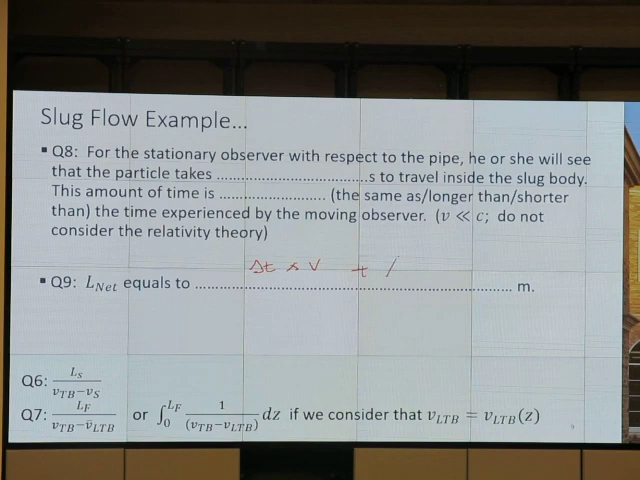 Slug Flow Example...
▪ Q8: For the stationary observer with respect to the pipe, he or she will see
that the particle takes ......................................s to travel inside the slug body.
This amount of time is .......................... (the same as/longer than/shorter
than) the time experienced by the moving observer. (v ≪ c; do not
consider the relativity theory)
Δt × V + /
▪ Q9: L_Net equals to .................................................................................. m.
Q6: L_S / (v_TB − v_S)
Q7: L_F / (v_TB − v̄_LTB) or ∫_0^{L_F} 1 / (v_TB − v_LTB) dz if we consider that v_LTB = v_LTB(z)
9